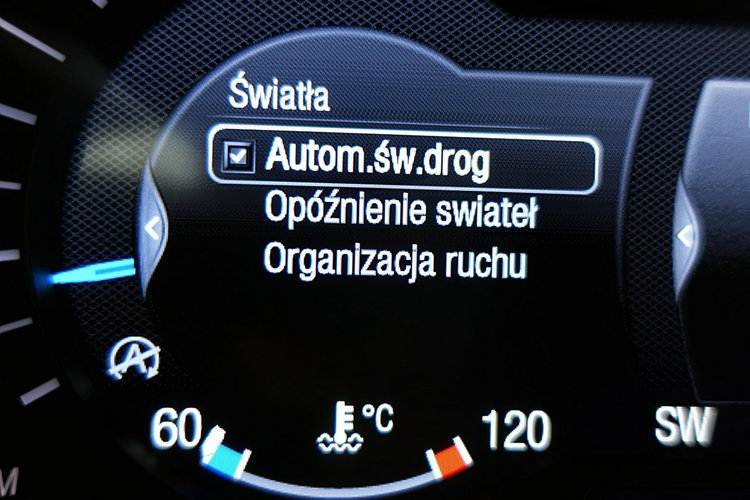 Światła
Autom.św.drog
Opóźnienie swiateł
Organizacja ruchu
A
60
°C
120
SW
M